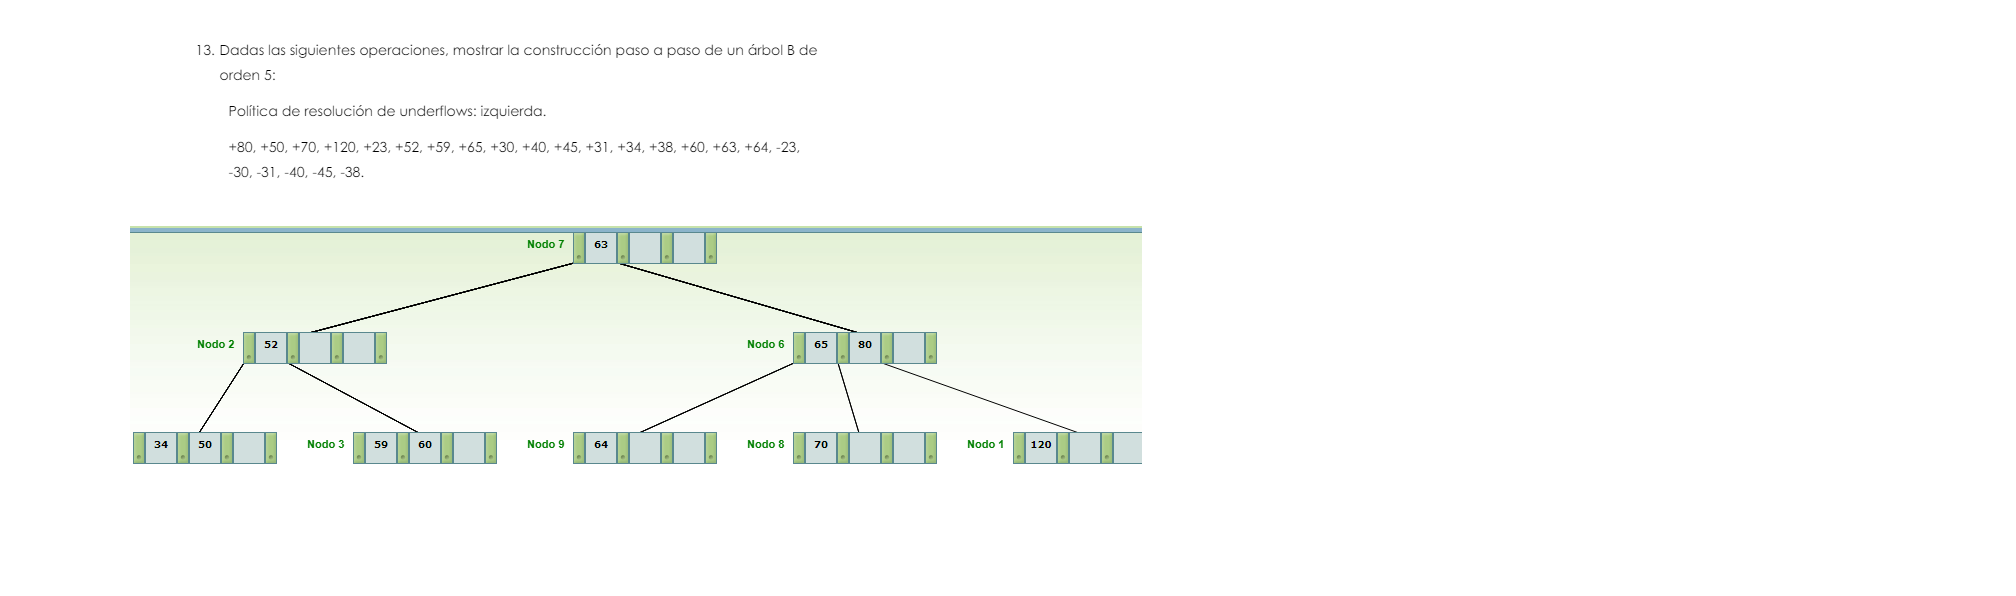 13. Dadas las siguientes operaciones, mostrar la construcción paso a paso de un árbol B de
orden 5:
Política de resolución de underflows: izquierda.
+80, +50, +70, +120, +23, +52, +59, +65, +30, +40, +45, +31, +34, +38, +60, +63, +64, -23,
-30, -31, -40, -45, -38.
Nodo 7 63
Nodo 2 52 Nodo 6 65 80
34 50 Nodo 3 59 60 Nodo 9 64 Nodo 8 70 Nodo 1 120